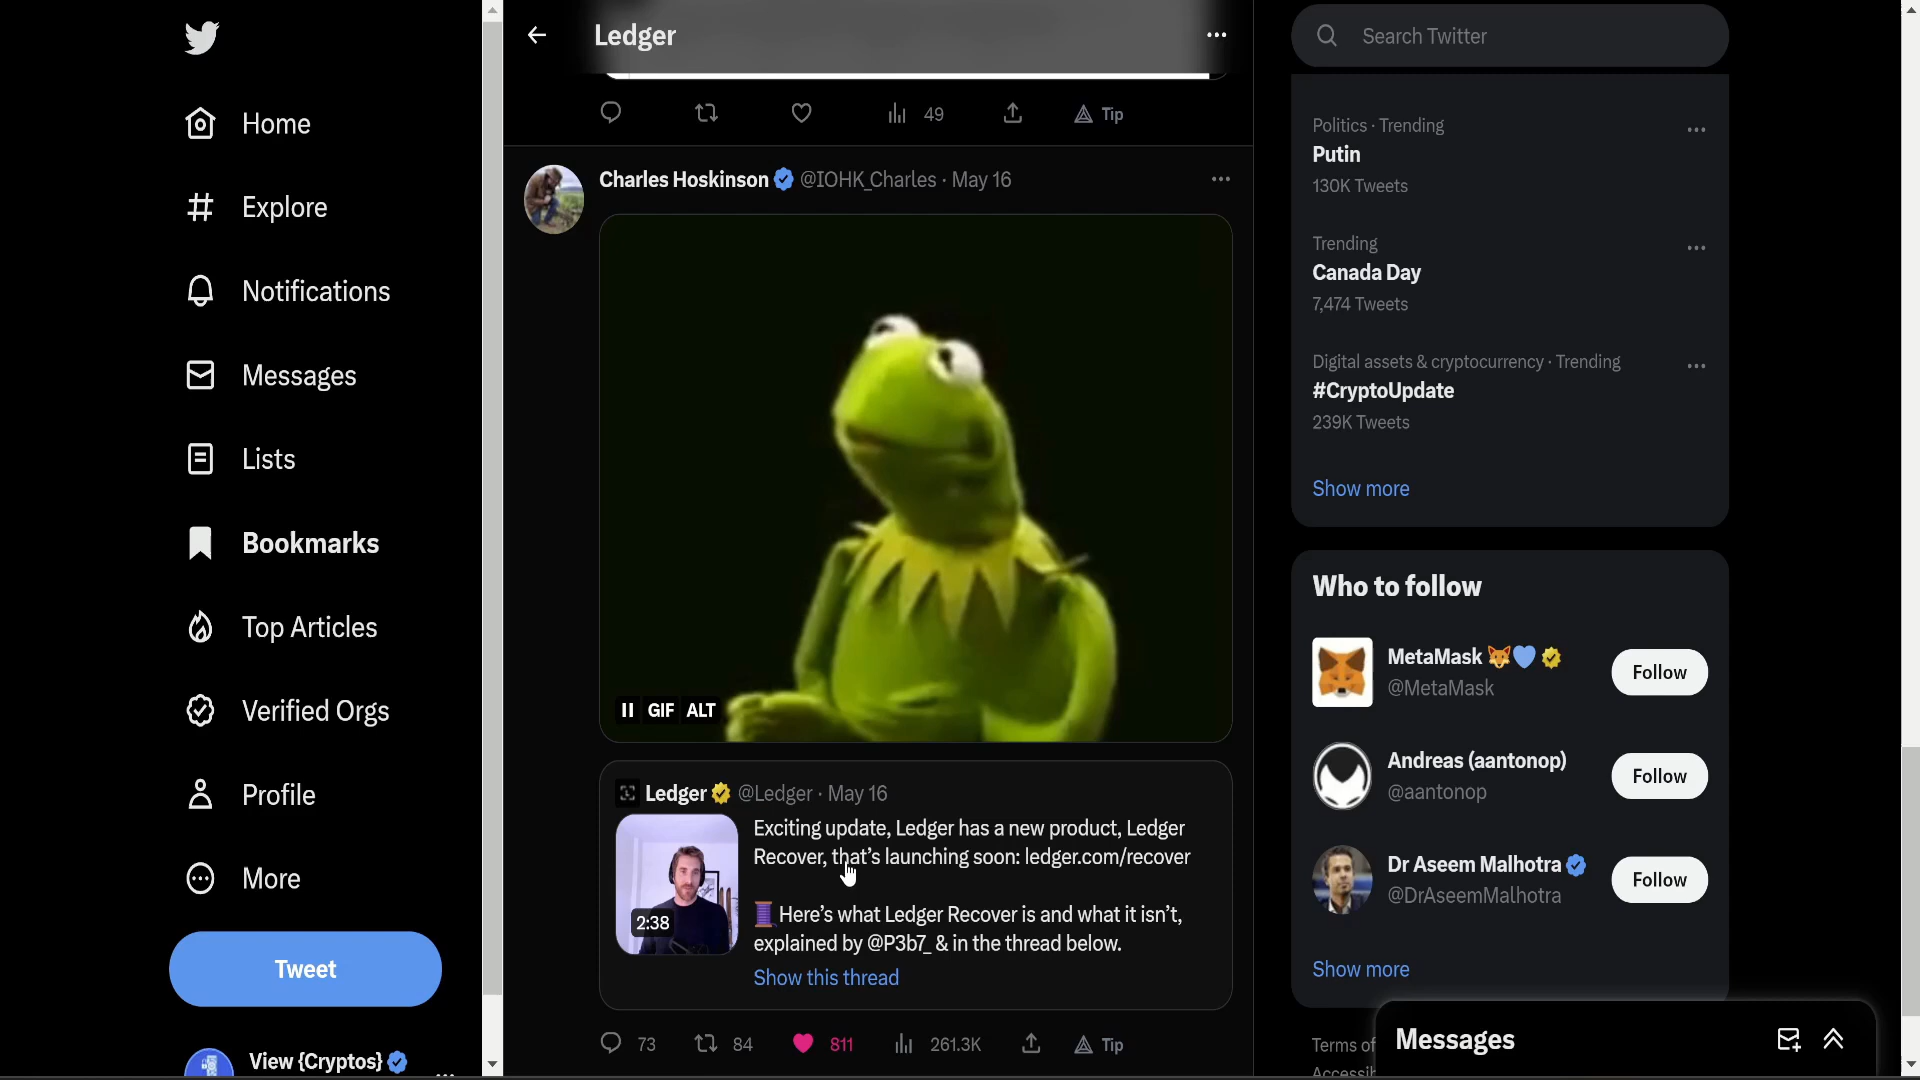 Home
Explore
Notifications
Messages
Lists
Bookmarks
Top Articles
Verified Orgs
Profile
More
Tweet
View {Cryptos}
Ledger
49
Tip
Charles Hoskinson @IOHK_Charles · May 16
GIF ALT
Ledger @Ledger · May 16
Exciting update, Ledger has a new product, Ledger
Recover, that's launching soon: ledger.com/recover
🧵 Here's what Ledger Recover is and what it isn't,
explained by @P3b7_ & in the thread below.
2:38
Show this thread
73 84 811 261.3K Tip
Search Twitter
Politics · Trending
Putin
130K Tweets
Trending
Canada Day
7,474 Tweets
Digital assets & cryptocurrency · Trending
#CryptoUpdate
239K Tweets
Show more
Who to follow
MetaMask 🦊💙
@MetaMask
Follow
Andreas (aantonop)
@aantonop
Follow
Dr Aseem Malhotra
@DrAseemMalhotra
Follow
Show more
Terms of
Messages